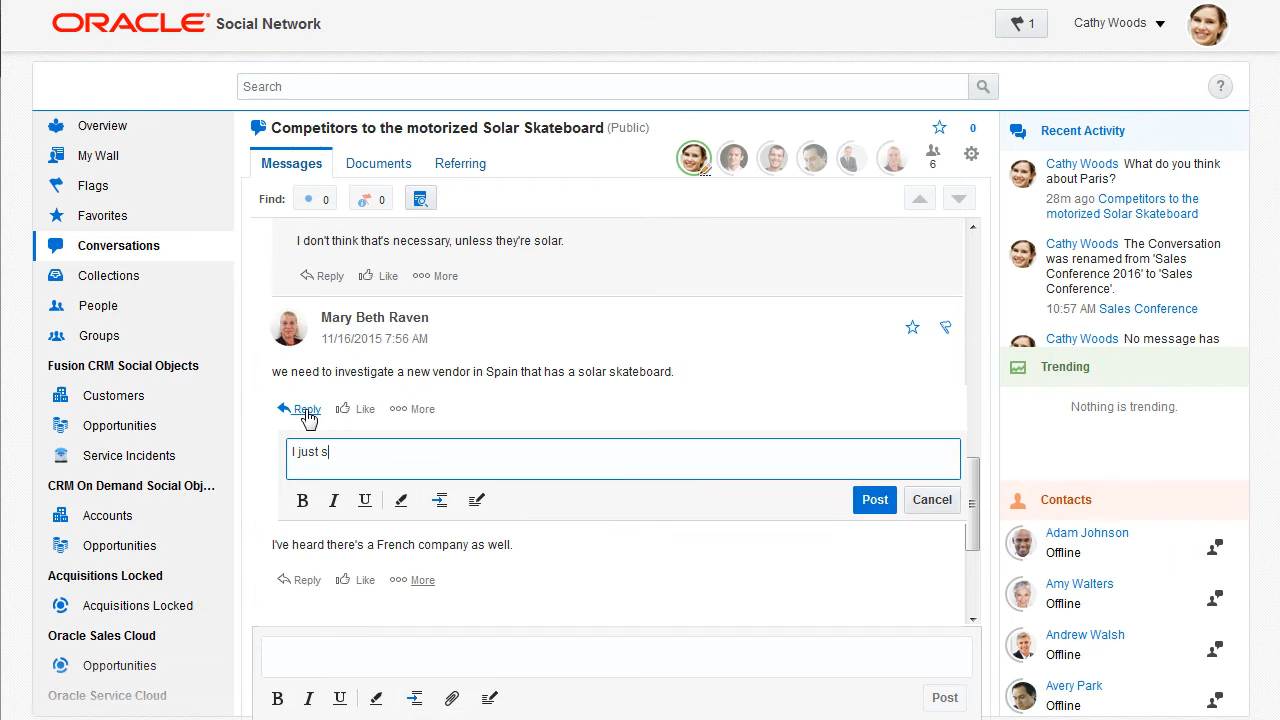 ORACLE Social Network
1
Cathy Woods
Search
?
Overview
My Wall
Flags
Favorites
Conversations
Collections
People
Groups
Fusion CRM Social Objects
Customers
Opportunities
Service Incidents
CRM On Demand Social Obj...
Accounts
Opportunities
Acquisitions Locked
Acquisitions Locked
Oracle Sales Cloud
Opportunities
Oracle Service Cloud
Competitors to the motorized Solar Skateboard (Public)
0
Messages Documents Referring
6
Find: 0 0
I don't think that's necessary, unless they're solar.
Reply Like More
Mary Beth Raven
11/16/2015 7:56 AM
we need to investigate a new vendor in Spain that has a solar skateboard.
Reply Like More
I just s
B I U Post Cancel
I've heard there's a French company as well.
Reply Like More
B I U Post
Recent Activity
Cathy Woods What do you think
about Paris?
28m ago Competitors to the
motorized Solar Skateboard
Cathy Woods The Conversation
was renamed from 'Sales
Conference 2016' to 'Sales
Conference'.
10:57 AM Sales Conference
Cathy Woods No message has
Trending
Nothing is trending.
Contacts
Adam Johnson
Offline
Amy Walters
Offline
Andrew Walsh
Offline
Avery Park
Offline